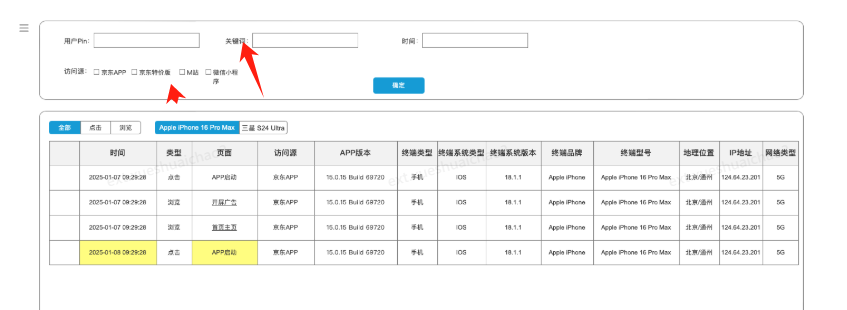 用户Pin: 关键词: 时间:
访问源: 京东APP 京东特价版 M站 微信小程序
确定
全部 点击 浏览 Apple iPhone 16 Pro Max 三星 S24 Ultra
时间 类型 页面 访问源 APP版本 终端类型 终端系统类型 终端系统版本 终端品牌 终端型号 地理位置 IP地址 网络类型
2025-01-07 09:29:28 点击 APP启动 京东APP 15.0.15 Build 69720 手机 IOS 18.1.1 Apple iPhone Apple iPhone 16 Pro Max 北京/通州 124.64.23.201 5G
2025-01-07 09:29:28 浏览 开屏广告 京东APP 15.0.15 Build 69720 手机 IOS 18.1.1 Apple iPhone Apple iPhone 16 Pro Max 北京/通州 124.64.23.201 5G
2025-01-07 09:29:28 浏览 首页主页 京东APP 15.0.15 Build 69720 手机 IOS 18.1.1 Apple iPhone Apple iPhone 16 Pro Max 北京/通州 124.64.23.201 5G
2025-01-08 09:29:28 点击 APP启动 京东APP 15.0.15 Build 69720 手机 IOS 18.1.1 Apple iPhone Apple iPhone 16 Pro Max 北京/通州 124.64.23.201 5G